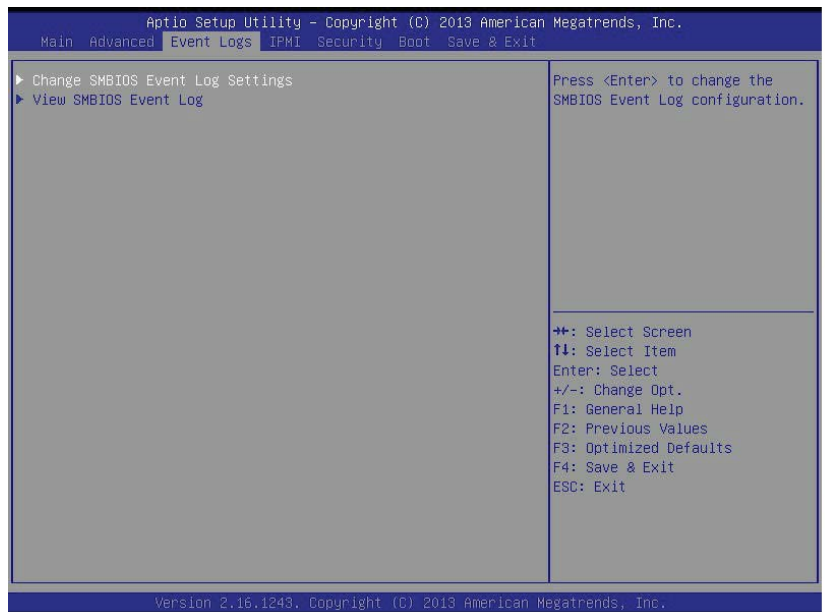 Aptio Setup Utility – Copyright (C) 2013 American Megatrends, Inc.
Main Advanced Event Logs IPMI Security Boot Save & Exit
▶ Change SMBIOS Event Log Settings
▶ View SMBIOS Event Log
Press <Enter> to change the
SMBIOS Event Log configuration.
→←: Select Screen
↑↓: Select Item
Enter: Select
+/-: Change Opt.
F1: General Help
F2: Previous Values
F3: Optimized Defaults
F4: Save & Exit
ESC: Exit
Version 2.16.1243. Copyright (C) 2013 American Megatrends, Inc.